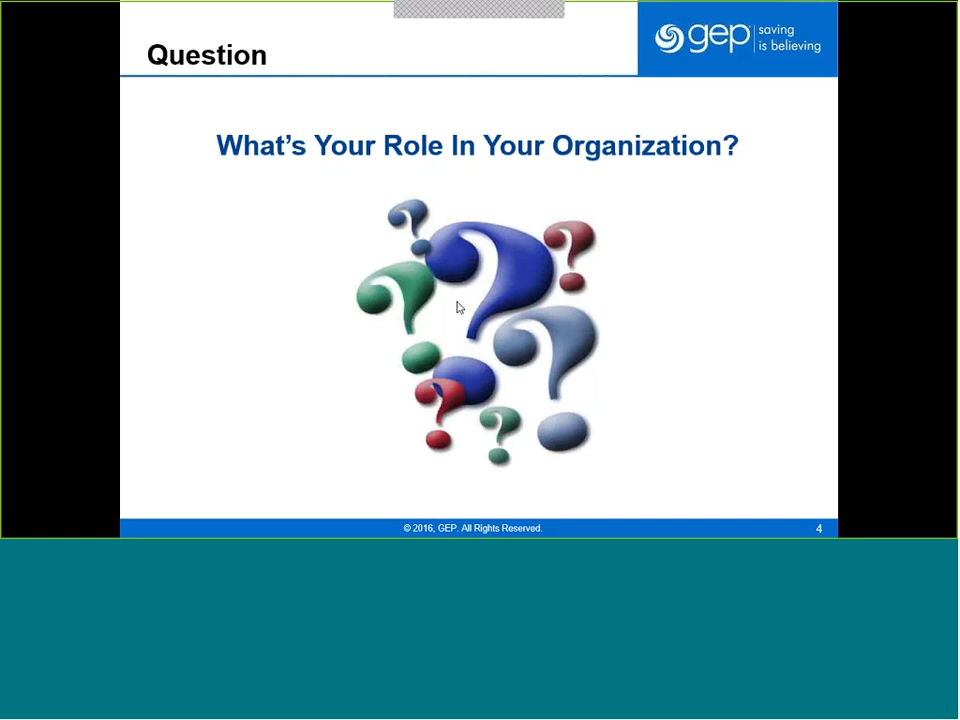 Question
gep
saving
is believing
What's Your Role In Your Organization?
© 2016, GEP. All Rights Reserved.
4